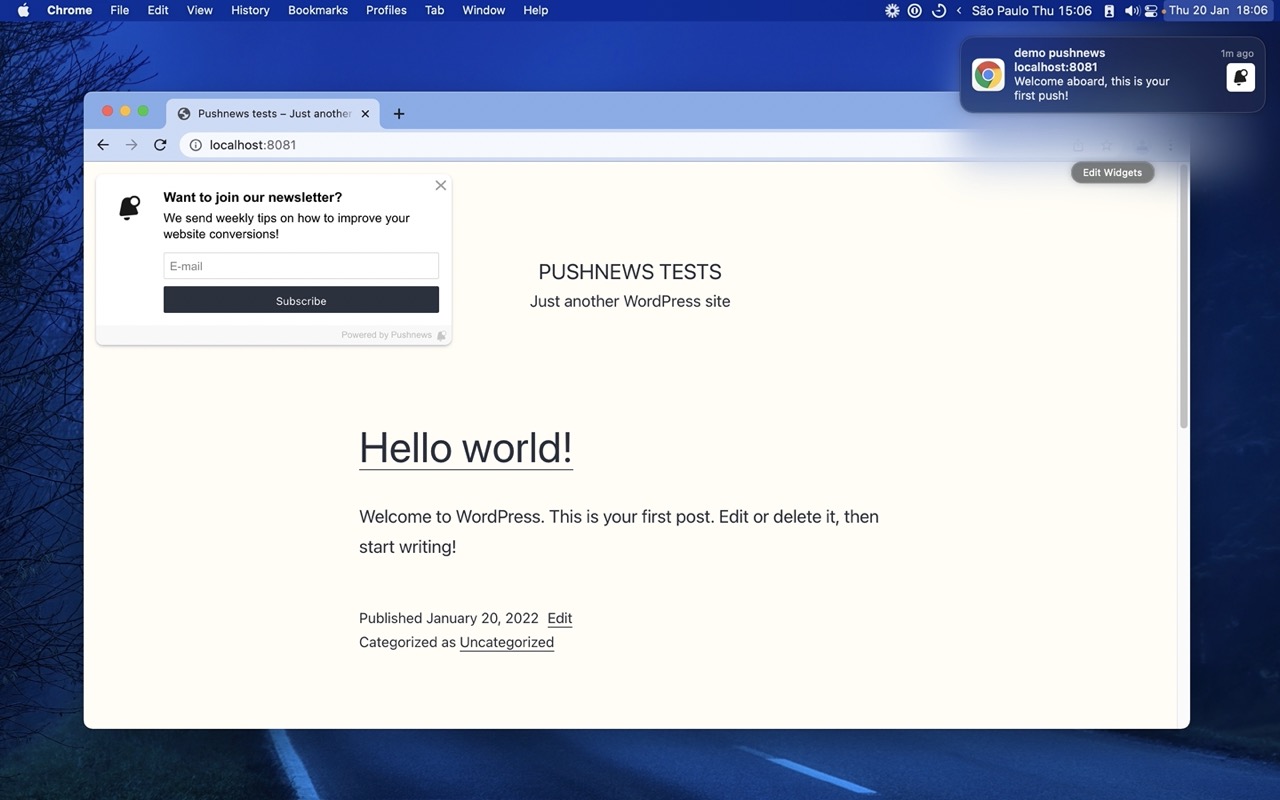 Chrome File Edit View History Bookmarks Profiles Tab Window Help São Paulo Thu 15:06 Thu 20 Jan 18:06
demo pushnews 1m ago
localhost:8081
Welcome aboard, this is your
first push!
Pushnews tests – Just another
localhost:8081
Edit Widgets
Want to join our newsletter?
We send weekly tips on how to improve your
website conversions!
E-mail
Subscribe
Powered by Pushnews
PUSHNEWS TESTS
Just another WordPress site
Hello world!
Welcome to WordPress. This is your first post. Edit or delete it, then
start writing!
Published January 20, 2022 Edit
Categorized as Uncategorized